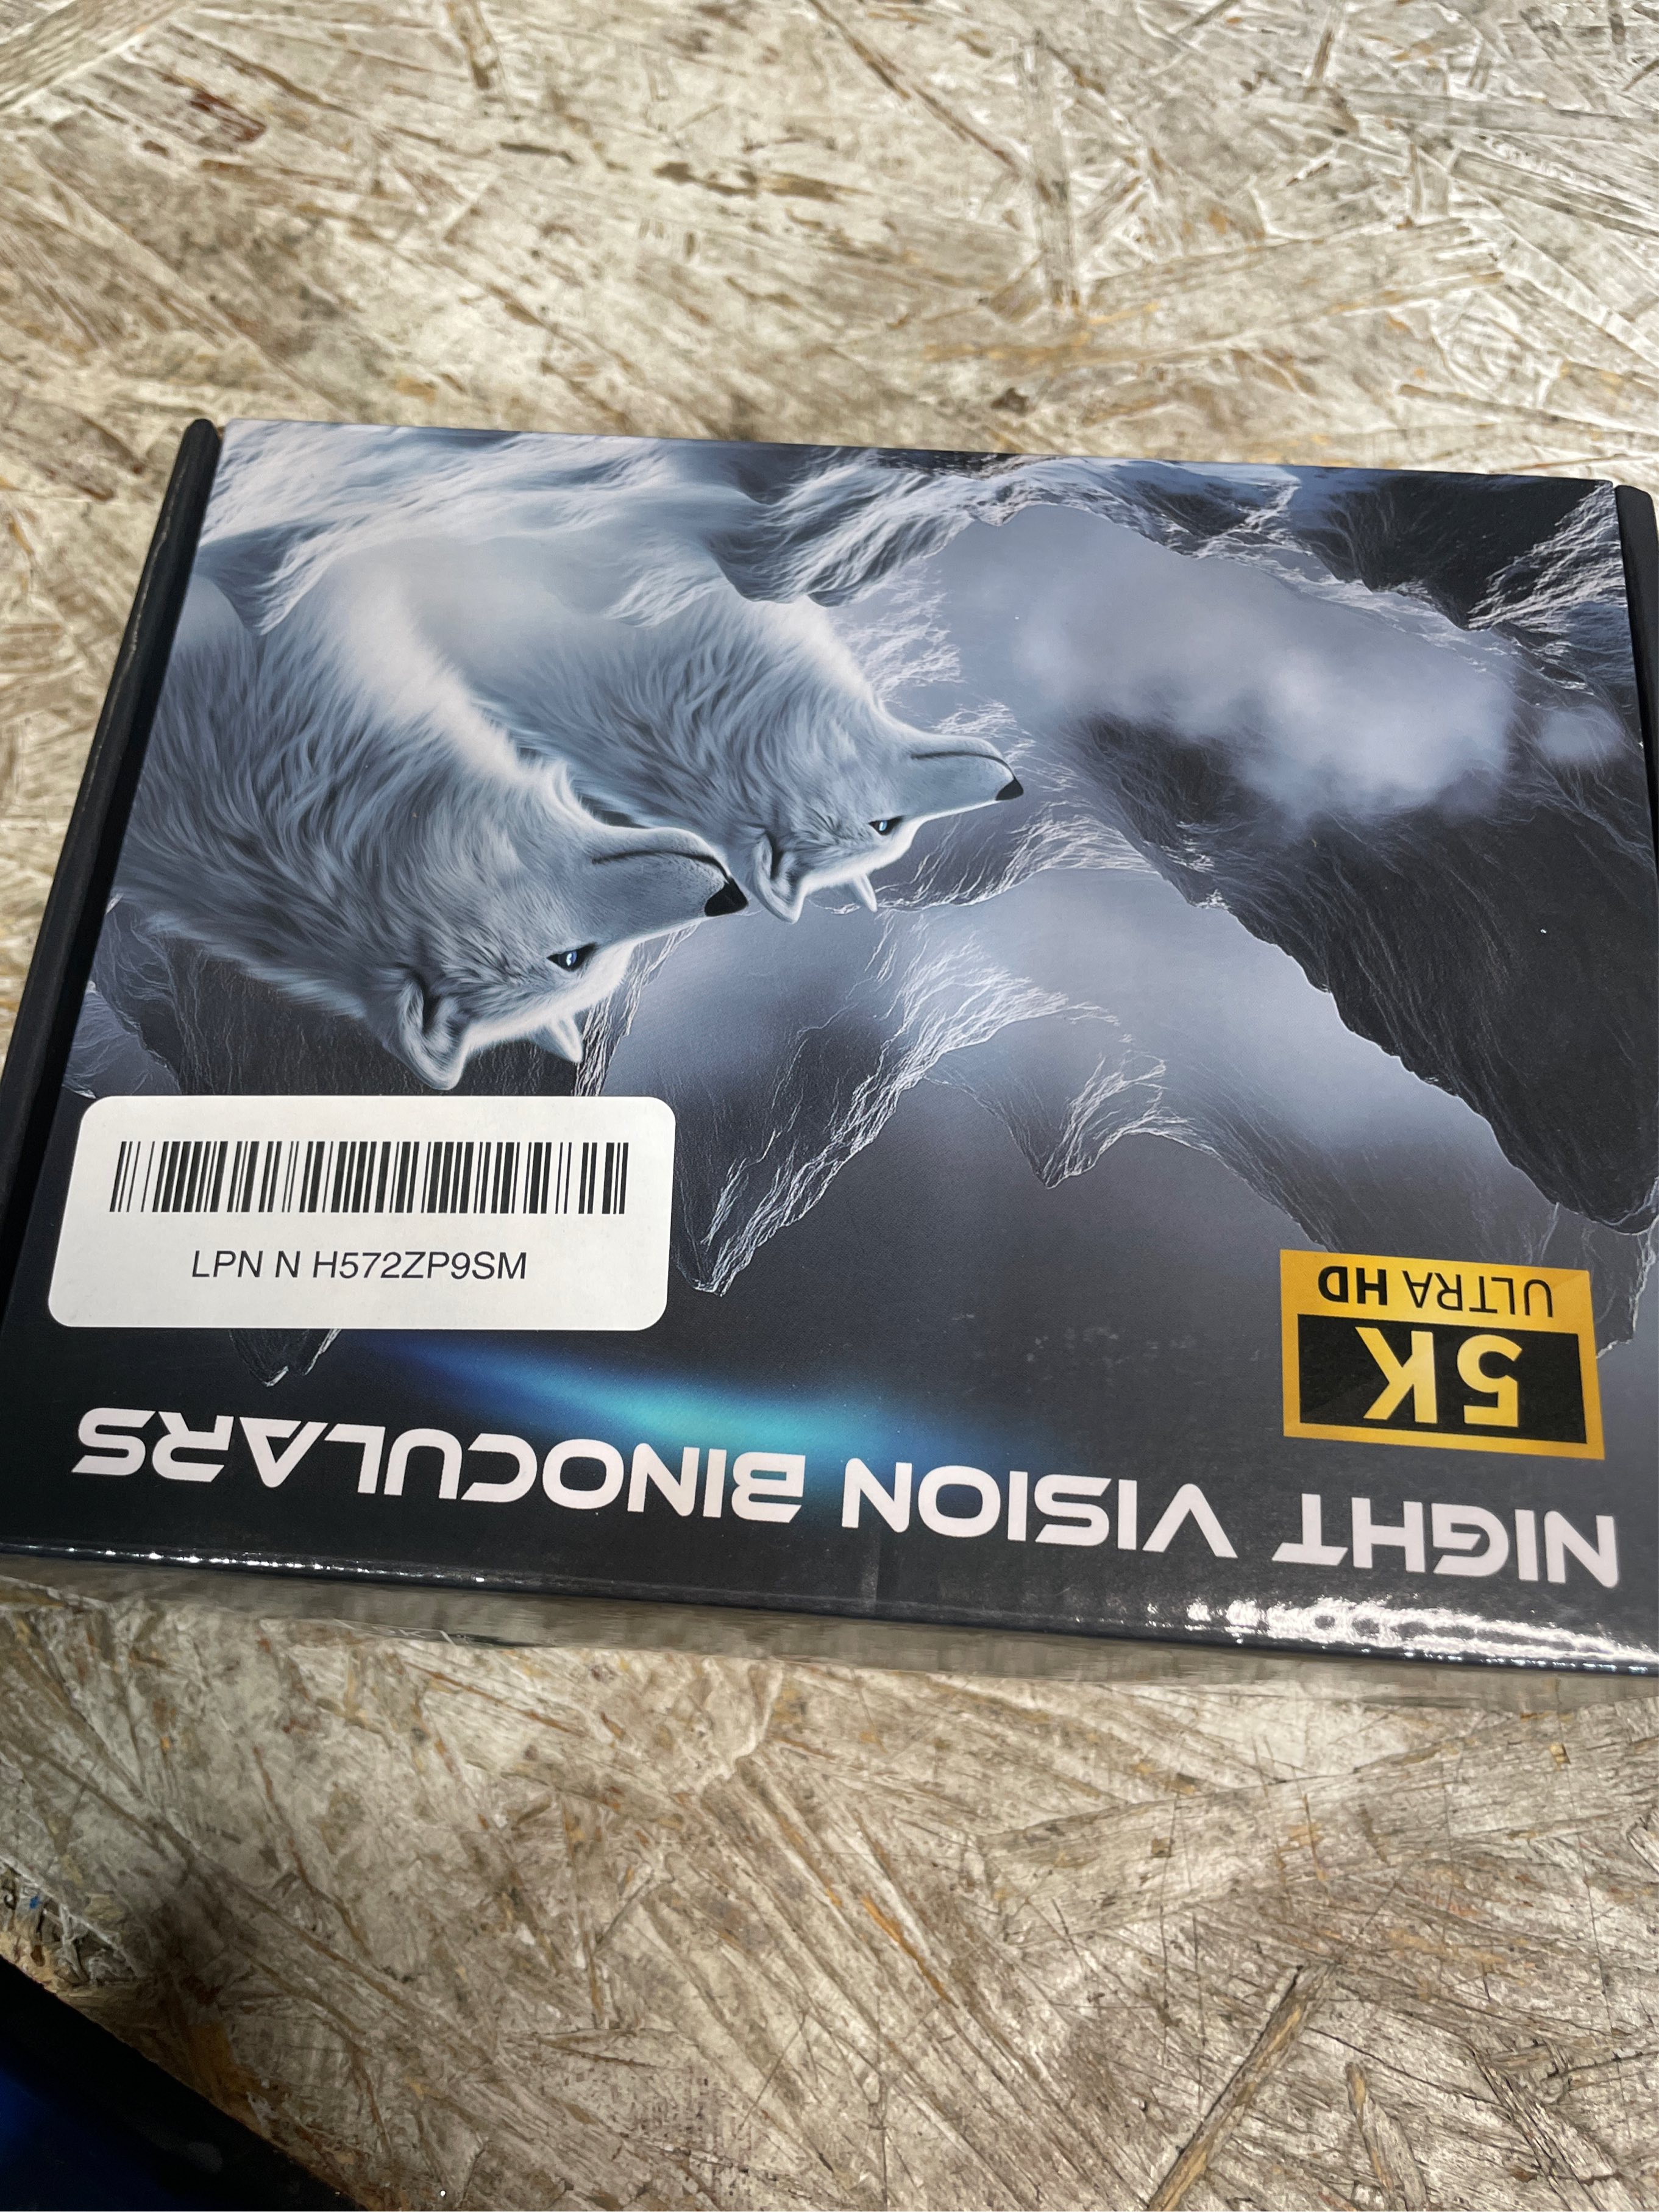 NIGHT VISION BINOCULARS
5K
ULTRA HD
LPN N H572ZP9SM